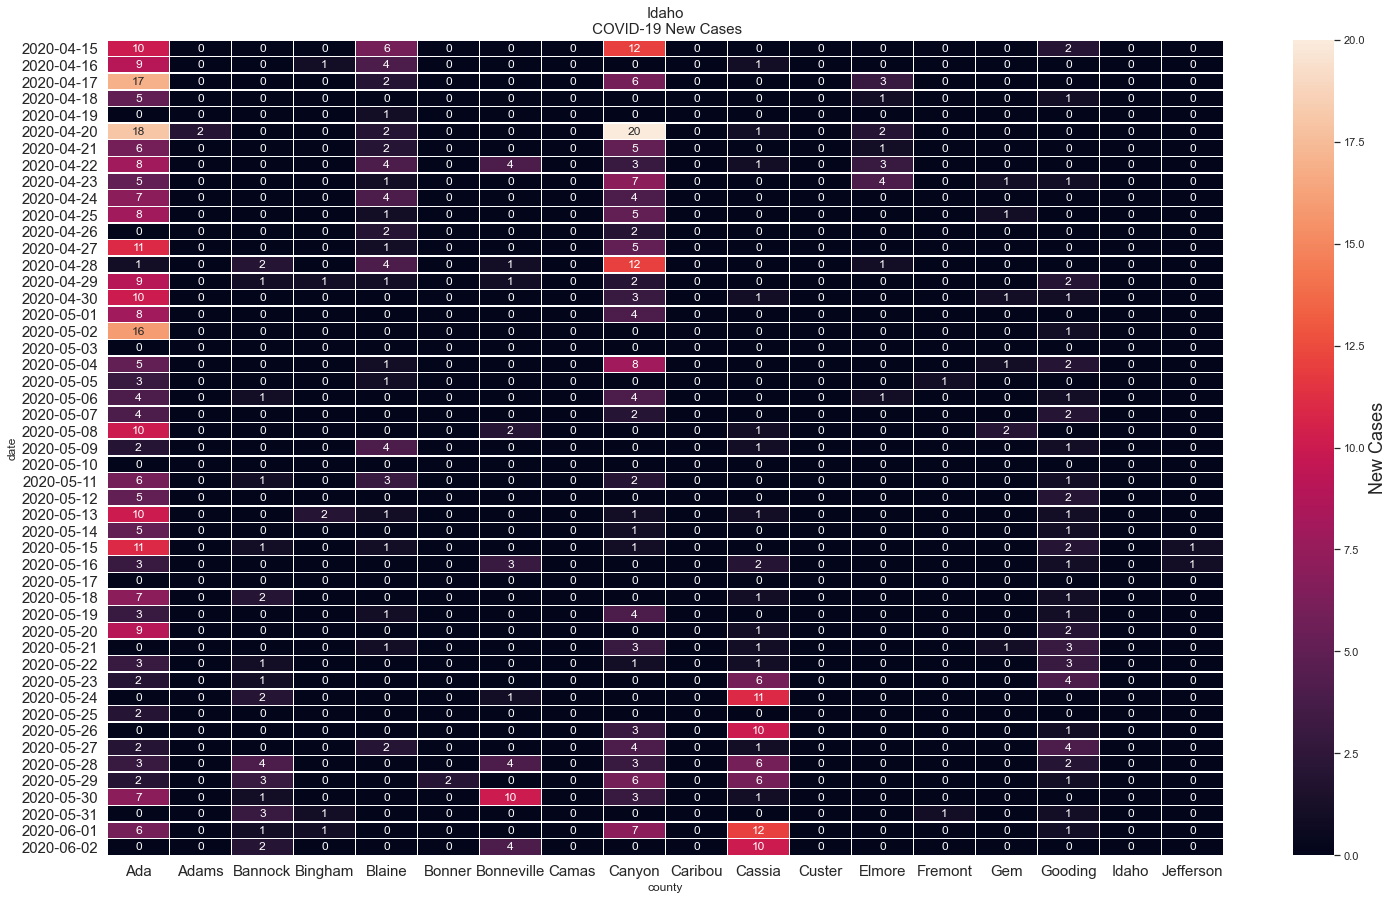 Idaho
COVID-19 New Cases
2020-04-15 10 0 0 0 6 0 0 0 12 0 0 0 0 0 0 2 0 0
2020-04-16 9 0 0 1 4 0 0 0 0 0 1 0 0 0 0 0 0 0
2020-04-17 17 0 0 0 2 0 0 0 6 0 0 0 3 0 0 0 0 0
2020-04-18 5 0 0 0 0 0 0 0 0 0 0 0 1 0 0 1 0 0
2020-04-19 0 0 0 0 1 0 0 0 0 0 0 0 0 0 0 0 0 0
2020-04-20 18 2 0 0 2 0 0 0 20 0 1 0 2 0 0 0 0 0
2020-04-21 6 0 0 0 2 0 0 0 5 0 0 0 1 0 0 0 0 0
2020-04-22 8 0 0 0 4 0 4 0 3 0 1 0 3 0 0 0 0 0
2020-04-23 5 0 0 0 1 0 0 0 7 0 0 0 4 0 1 1 0 0
2020-04-24 7 0 0 0 4 0 0 0 4 0 0 0 0 0 0 0 0 0
2020-04-25 8 0 0 0 1 0 0 0 5 0 0 0 0 0 1 0 0 0
2020-04-26 0 0 0 0 2 0 0 0 2 0 0 0 0 0 0 0 0 0
2020-04-27 11 0 0 0 1 0 0 0 5 0 0 0 0 0 0 0 0 0
2020-04-28 1 0 2 0 4 0 1 0 12 0 0 0 1 0 0 0 0 0
2020-04-29 9 0 1 1 1 0 1 0 2 0 0 0 0 0 0 2 0 0
2020-04-30 10 0 0 0 0 0 0 0 3 0 1 0 0 0 1 1 0 0
2020-05-01 8 0 0 0 0 0 0 0 4 0 0 0 0 0 0 0 0 0
2020-05-02 16 0 0 0 0 0 0 0 0 0 0 0 0 0 0 1 0 0
2020-05-03 0 0 0 0 0 0 0 0 0 0 0 0 0 0 0 0 0 0
2020-05-04 5 0 0 0 1 0 0 0 8 0 0 0 0 0 1 2 0 0
2020-05-05 3 0 0 0 1 0 0 0 0 0 0 0 0 1 0 0 0 0
2020-05-06 4 0 1 0 0 0 0 0 4 0 0 0 1 0 0 1 0 0
2020-05-07 4 0 0 0 0 0 0 0 2 0 0 0 0 0 0 2 0 0
2020-05-08 10 0 0 0 0 0 2 0 0 0 1 0 0 0 2 0 0 0
2020-05-09 2 0 0 0 4 0 0 0 0 0 1 0 0 0 0 1 0 0
2020-05-10 0 0 0 0 0 0 0 0 0 0 0 0 0 0 0 0 0 0
2020-05-11 6 0 1 0 3 0 0 0 2 0 0 0 0 0 0 1 0 0
2020-05-12 5 0 0 0 0 0 0 0 0 0 0 0 0 0 0 2 0 0
2020-05-13 10 0 0 2 1 0 0 0 1 0 1 0 0 0 0 1 0 0
2020-05-14 5 0 0 0 0 0 0 0 1 0 0 0 0 0 0 1 0 0
2020-05-15 11 0 1 0 1 0 0 0 1 0 0 0 0 0 0 2 0 1
2020-05-16 3 0 0 0 0 0 3 0 0 0 2 0 0 0 0 1 0 1
2020-05-17 0 0 0 0 0 0 0 0 0 0 0 0 0 0 0 0 0 0
2020-05-18 7 0 2 0 0 0 0 0 0 0 1 0 0 0 0 1 0 0
2020-05-19 3 0 0 0 1 0 0 0 4 0 0 0 0 0 0 1 0 0
2020-05-20 9 0 0 0 0 0 0 0 0 0 1 0 0 0 0 2 0 0
2020-05-21 0 0 0 0 1 0 0 0 3 0 1 0 0 0 1 3 0 0
2020-05-22 3 0 1 0 0 0 0 0 1 0 1 0 0 0 0 3 0 0
2020-05-23 2 0 1 0 0 0 0 0 0 0 6 0 0 0 0 4 0 0
2020-05-24 0 0 2 0 0 0 1 0 0 0 11 0 0 0 0 0 0 0
2020-05-25 2 0 0 0 0 0 0 0 0 0 0 0 0 0 0 0 0 0
2020-05-26 0 0 0 0 0 0 0 0 3 0 10 0 0 0 0 1 0 0
2020-05-27 2 0 0 0 2 0 0 0 4 0 1 0 0 0 0 4 0 0
2020-05-28 3 0 4 0 0 0 4 0 3 0 6 0 0 0 0 2 0 0
2020-05-29 2 0 3 0 0 2 0 0 6 0 6 0 0 0 0 1 0 0
2020-05-30 7 0 1 0 0 0 10 0 3 0 1 0 0 0 0 0 0 0
2020-05-31 0 0 3 1 0 0 0 0 0 0 0 0 0 1 0 1 0 0
2020-06-01 6 0 1 1 0 0 0 0 7 0 12 0 0 0 0 1 0 0
2020-06-02 0 0 2 0 0 0 4 0 0 0 10 0 0 0 0 0 0 0
Ada Adams Bannock Bingham Blaine Bonner Bonneville Camas Canyon Caribou Cassia Custer Elmore Fremont Gem Gooding Idaho Jefferson
county
date
20.0
17.5
15.0
12.5
10.0
7.5
5.0
2.5
0.0
New Cases